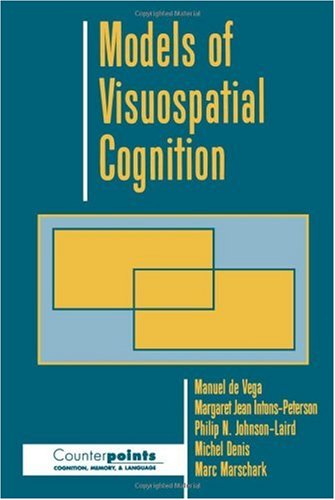 Models of
Visuospatial
Cognition
Manuel de Vega
Margaret Jean Intons-Peterson
Philip N. Johnson-Laird
Michel Denis
Marc Marschark
Counterpoints
COGNITION, MEMORY, & LANGUAGE